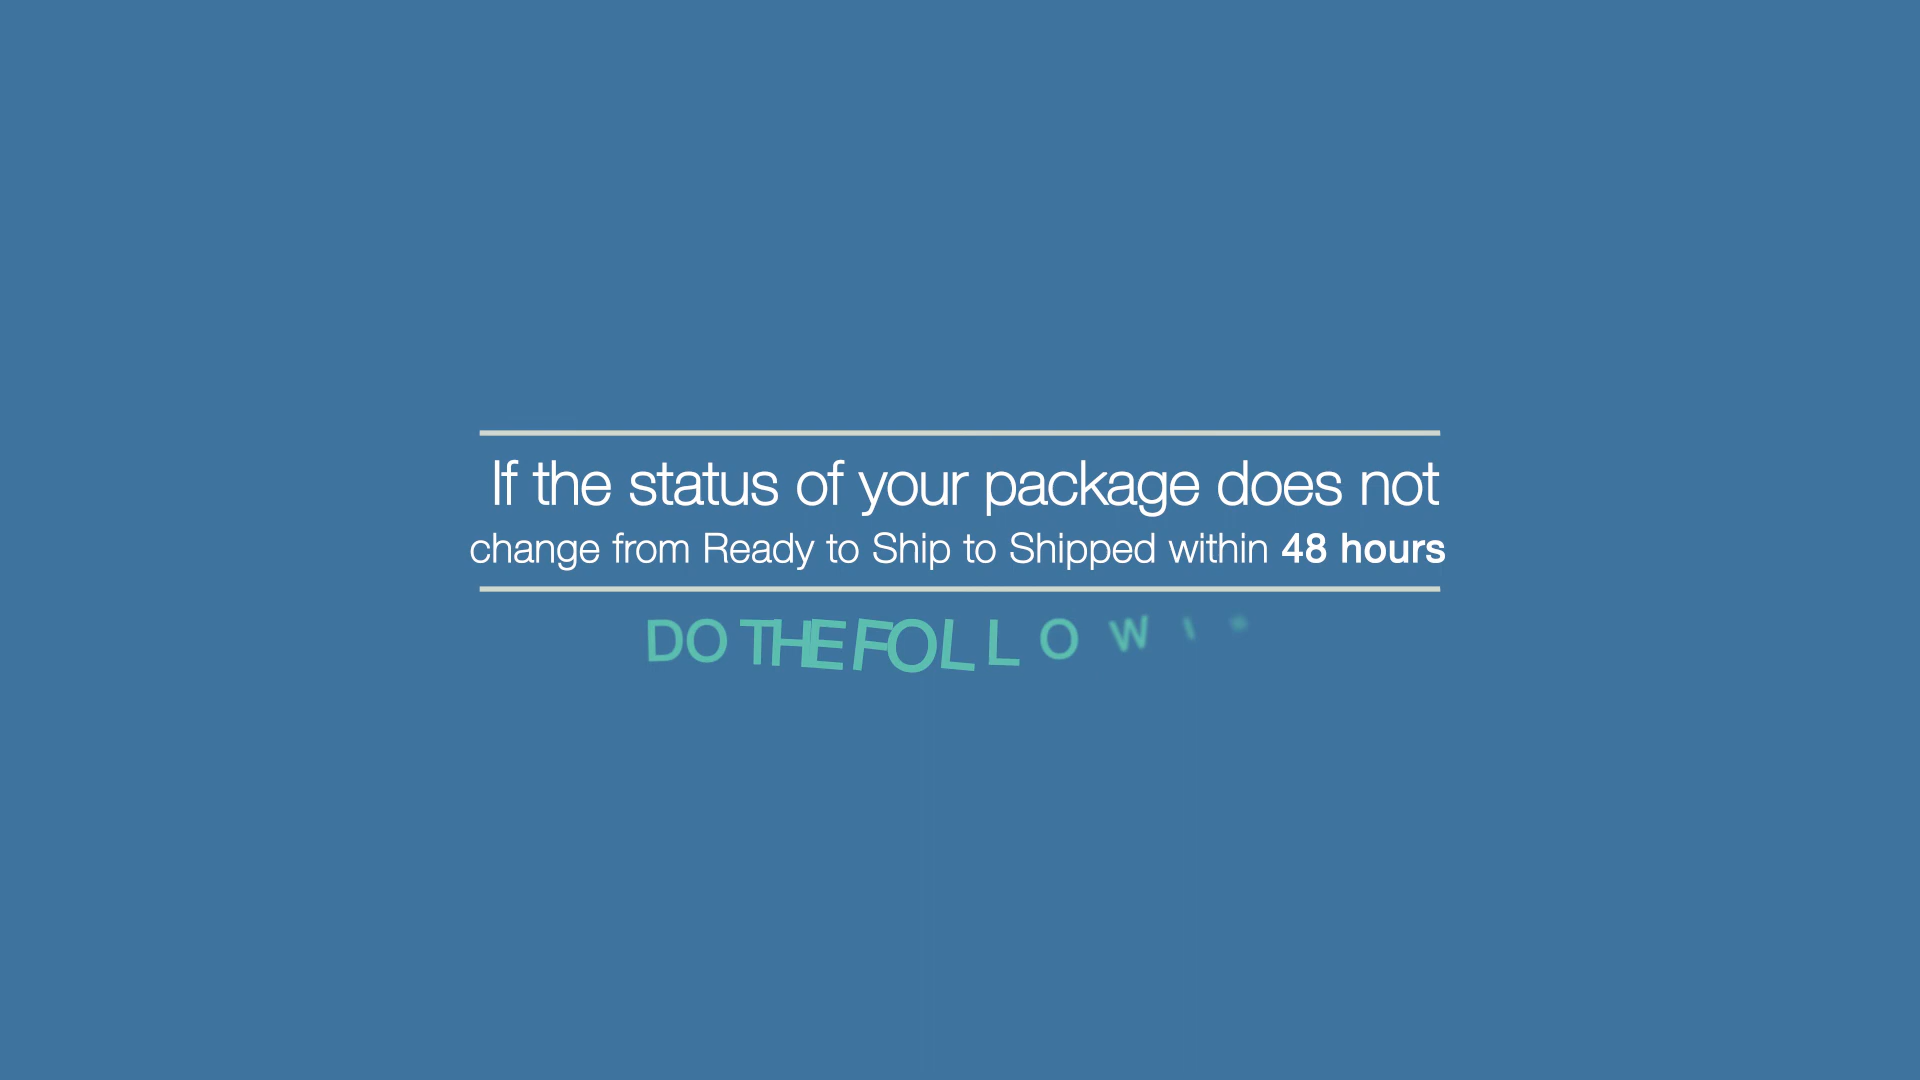 If the status of your package does not
change from Ready to Ship to Shipped within 48 hours
DO THE FOLLOWI